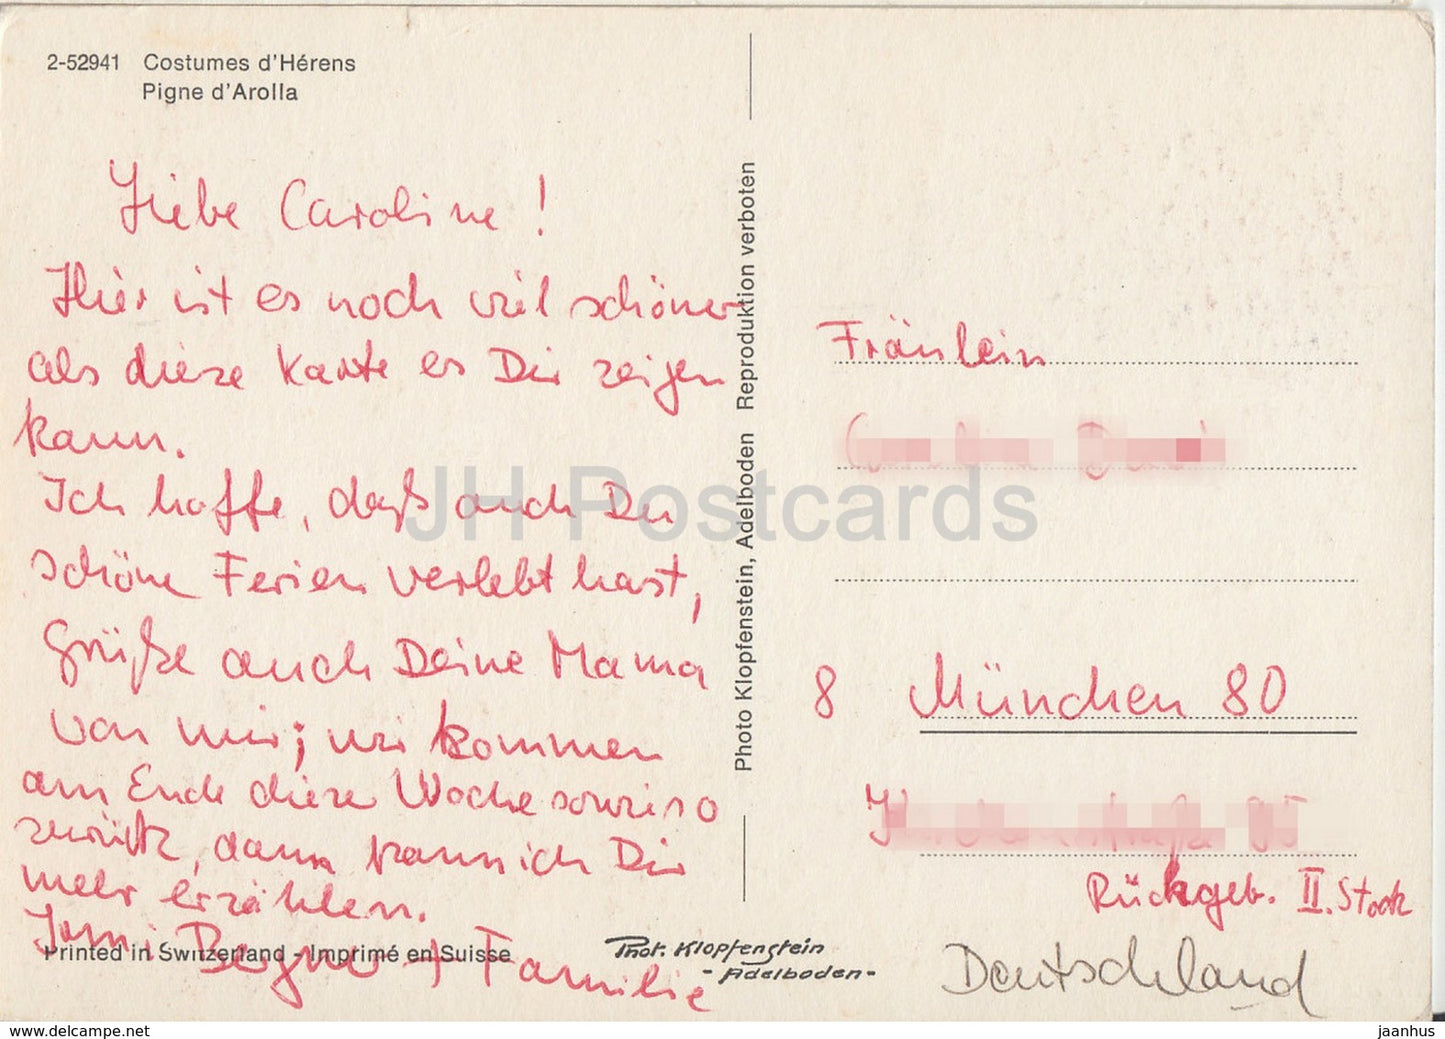 2-52941 Costumes d'Hérens
Pigne d'Arolla
Liebe Caroline!
Hier ist es noch viel schöner
als diese Karte es Dir zeigen
kann.
Ich hoffe, daß auch Du
schöne Ferien verlebt hast,
Grüße auch Deine Mama
von mir; wir kommen
am Ende dieser Woche sowiso
zurück, dann kann ich Dir
mehr erzählen.
+ Familie
Printed in Switzerland - Imprimé en Suisse
Phot. Klopfenstein
- Adelboden -
Photo Klopfenstein, Adelboden Reproduktion verboten
Fräulein
8 München 80
Rückgeb. II. Stock
Deutschland
JH Postcards
www.delcampe.net
jaanhus